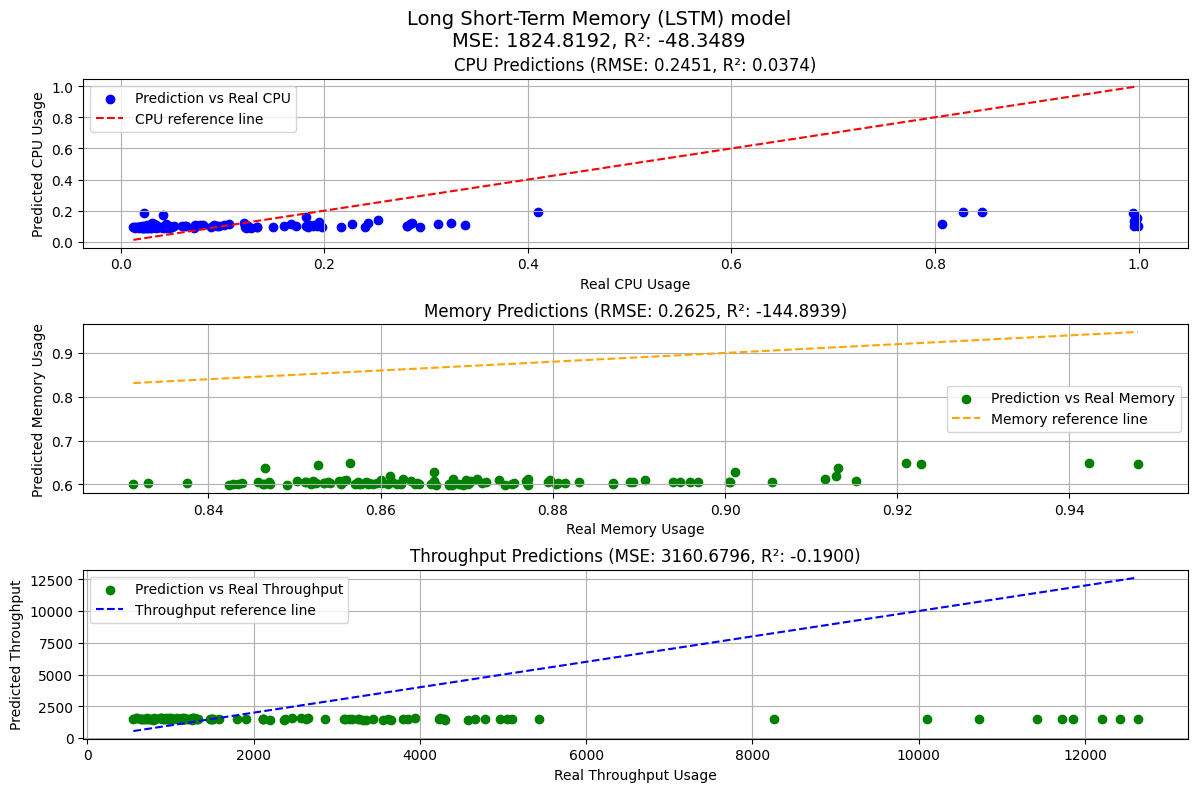 Long Short-Term Memory (LSTM) model
MSE: 1824.8192, R²: -48.3489
CPU Predictions (RMSE: 0.2451, R²: 0.0374)
Predicted CPU Usage
1.0
0.8
0.6
0.4
0.2
0.0
Prediction vs Real CPU
CPU reference line
0.0 0.2 0.4 0.6 0.8 1.0
Real CPU Usage
Memory Predictions (RMSE: 0.2625, R²: -144.8939)
Predicted Memory Usage
0.9
0.8
0.7
0.6
Prediction vs Real Memory
Memory reference line
0.84 0.86 0.88 0.90 0.92 0.94
Real Memory Usage
Throughput Predictions (MSE: 3160.6796, R²: -0.1900)
Predicted Throughput
12500
10000
7500
5000
2500
0
Prediction vs Real Throughput
Throughput reference line
0 2000 4000 6000 8000 10000 12000
Real Throughput Usage